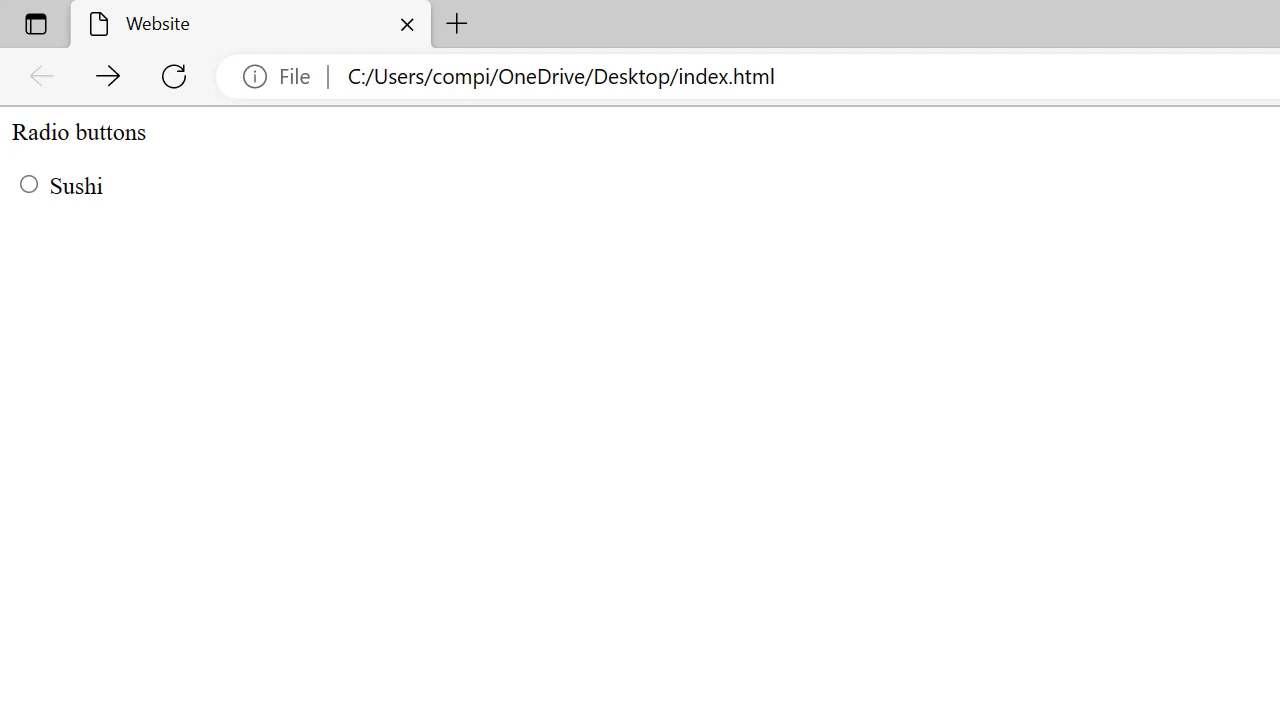 Website
File
C:/Users/compi/OneDrive/Desktop/index.html
Radio buttons
Sushi